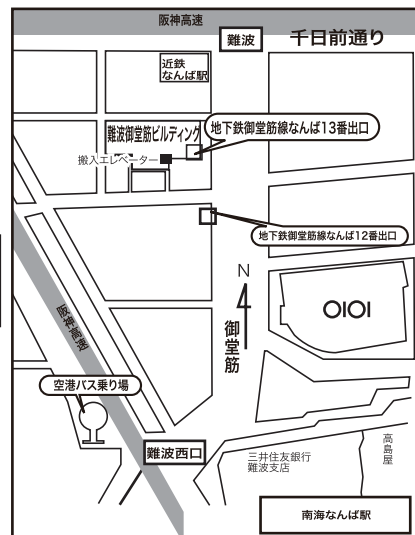 阪神高速
難波
千日前通り
近鉄
なんば駅
難波御堂筋ビルディング
地下鉄御堂筋線なんば13番出口
搬入エレベーター
地下鉄御堂筋線なんば12番出口
N
御堂筋
OIOI
阪神高速
空港バス乗り場
難波西口
三井住友銀行
難波支店
高島屋
南海なんば駅